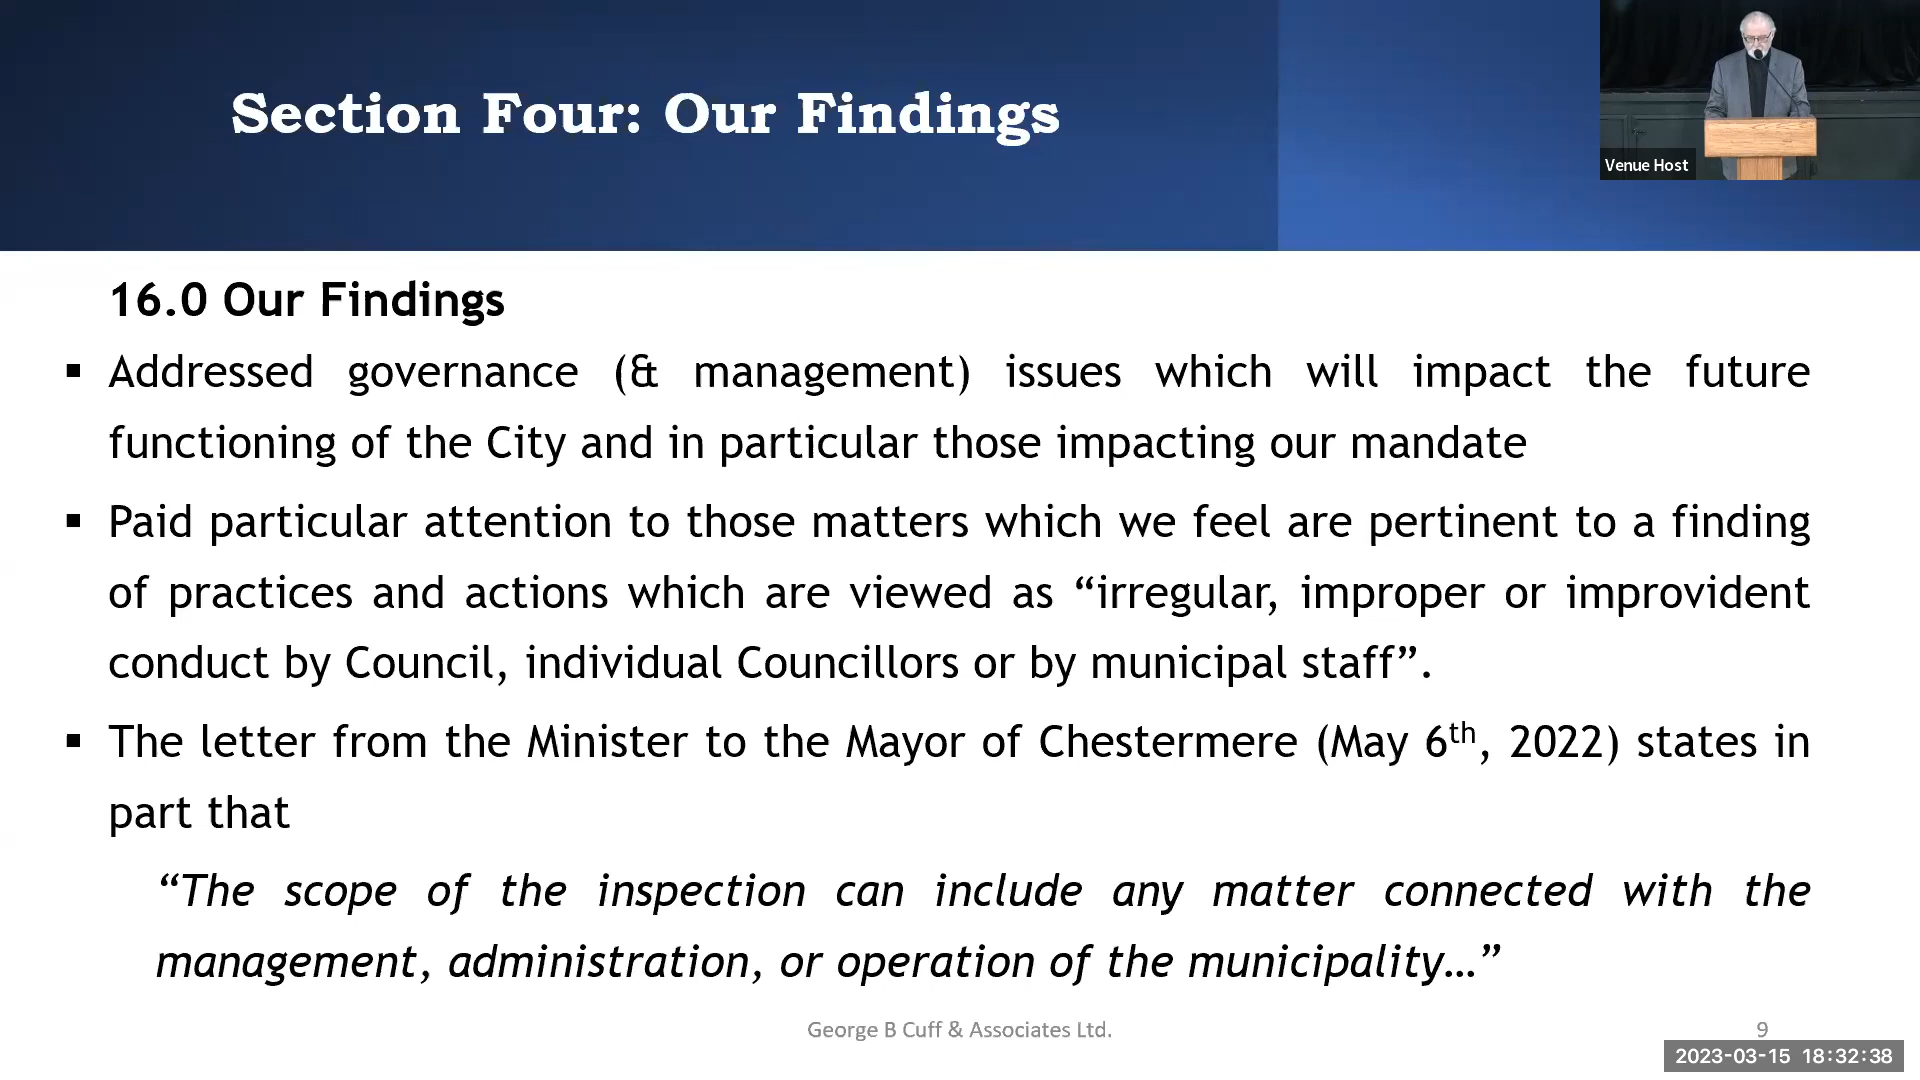 Section Four: Our Findings
Venue Host
16.0 Our Findings
▪ Addressed governance (& management) issues which will impact the future
functioning of the City and in particular those impacting our mandate
▪ Paid particular attention to those matters which we feel are pertinent to a finding
of practices and actions which are viewed as “irregular, improper or improvident
conduct by Council, individual Councillors or by municipal staff”.
▪ The letter from the Minister to the Mayor of Chestermere (May 6th, 2022) states in
part that
“The scope of the inspection can include any matter connected with the
management, administration, or operation of the municipality…”
George B Cuff & Associates Ltd.
9
2023-03-15 18:32:38